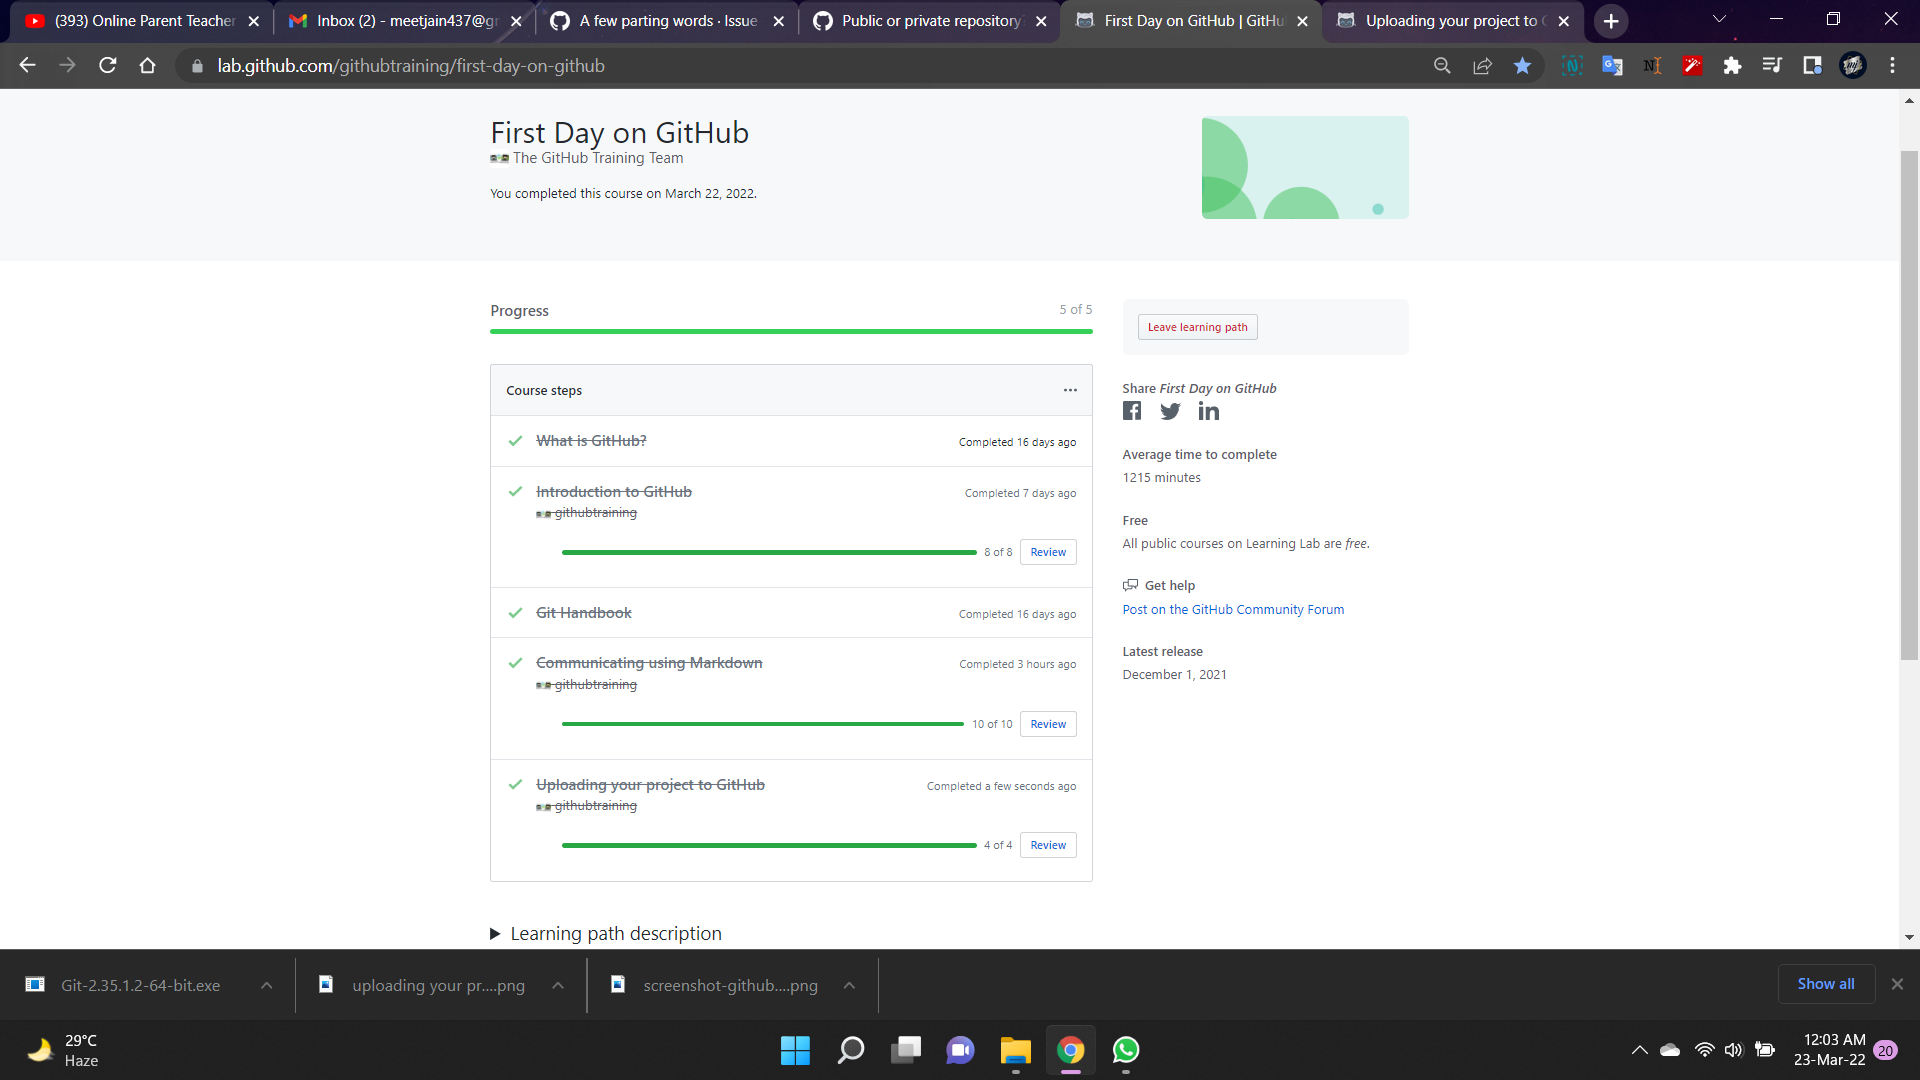 (393) Online Parent Teacher
Inbox (2) - meetjain437@gr
A few parting words · Issue
Public or private repository?
First Day on GitHub | GitHu
Uploading your project to G
lab.github.com/githubtraining/first-day-on-github
First Day on GitHub
The GitHub Training Team
You completed this course on March 22, 2022.
Progress
5 of 5
Leave learning path
Course steps
What is GitHub?
Completed 16 days ago
Introduction to GitHub
Completed 7 days ago
githubtraining
8 of 8
Review
Git Handbook
Completed 16 days ago
Communicating using Markdown
Completed 3 hours ago
githubtraining
10 of 10
Review
Uploading your project to GitHub
Completed a few seconds ago
githubtraining
4 of 4
Review
Share First Day on GitHub
Average time to complete
1215 minutes
Free
All public courses on Learning Lab are free.
Get help
Post on the GitHub Community Forum
Latest release
December 1, 2021
Learning path description
Git-2.35.1.2-64-bit.exe
uploading your pr....png
screenshot-github....png
Show all
29°C
Haze
12:03 AM
23-Mar-22
20